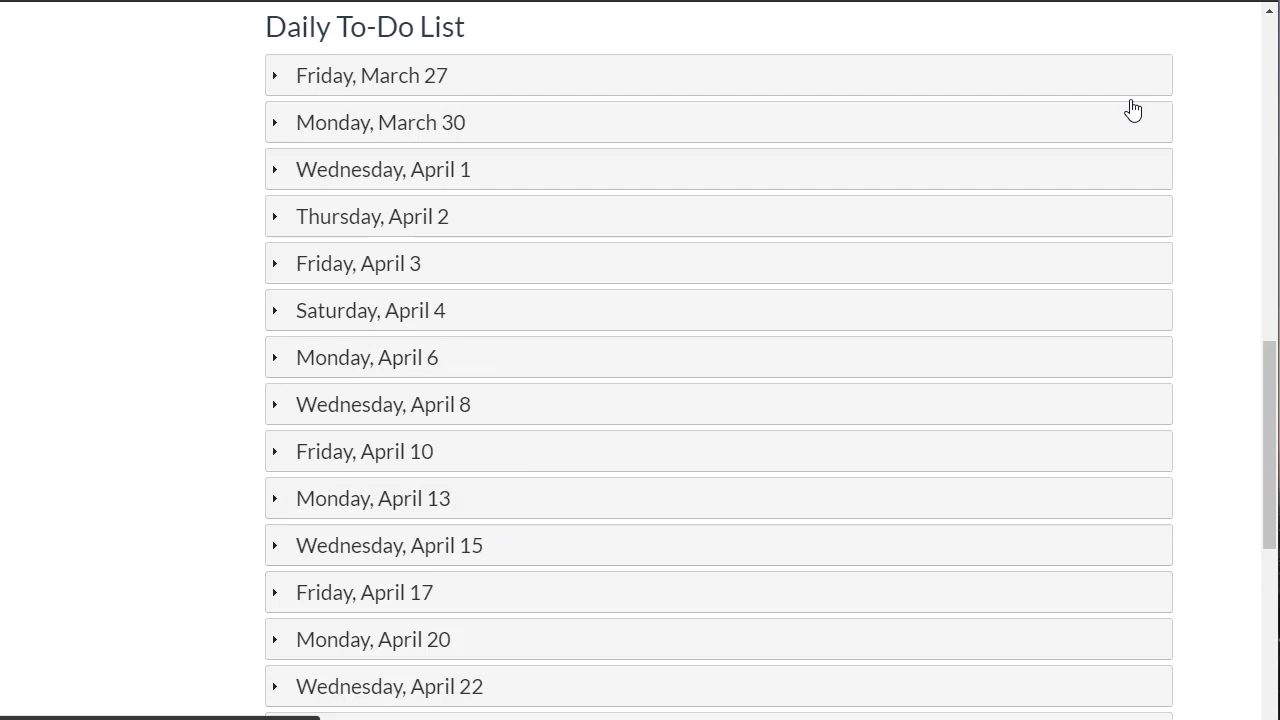 Daily To-Do List
Friday, March 27
Monday, March 30
Wednesday, April 1
Thursday, April 2
Friday, April 3
Saturday, April 4
Monday, April 6
Wednesday, April 8
Friday, April 10
Monday, April 13
Wednesday, April 15
Friday, April 17
Monday, April 20
Wednesday, April 22